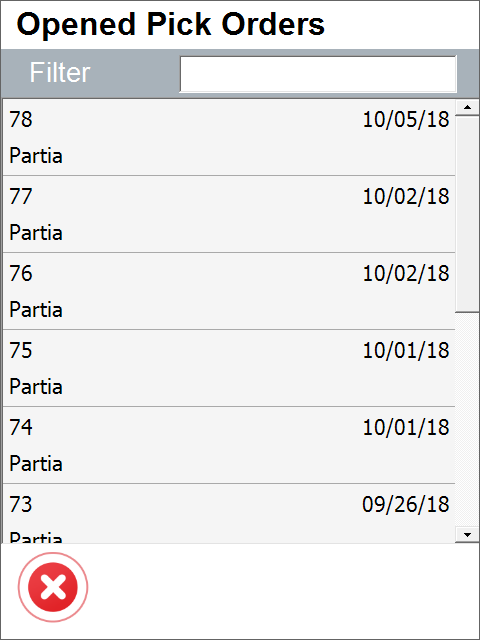 Opened Pick Orders
Filter
78 10/05/18
Partia
77 10/02/18
Partia
76 10/02/18
Partia
75 10/01/18
Partia
74 10/01/18
Partia
73 09/26/18
Partia